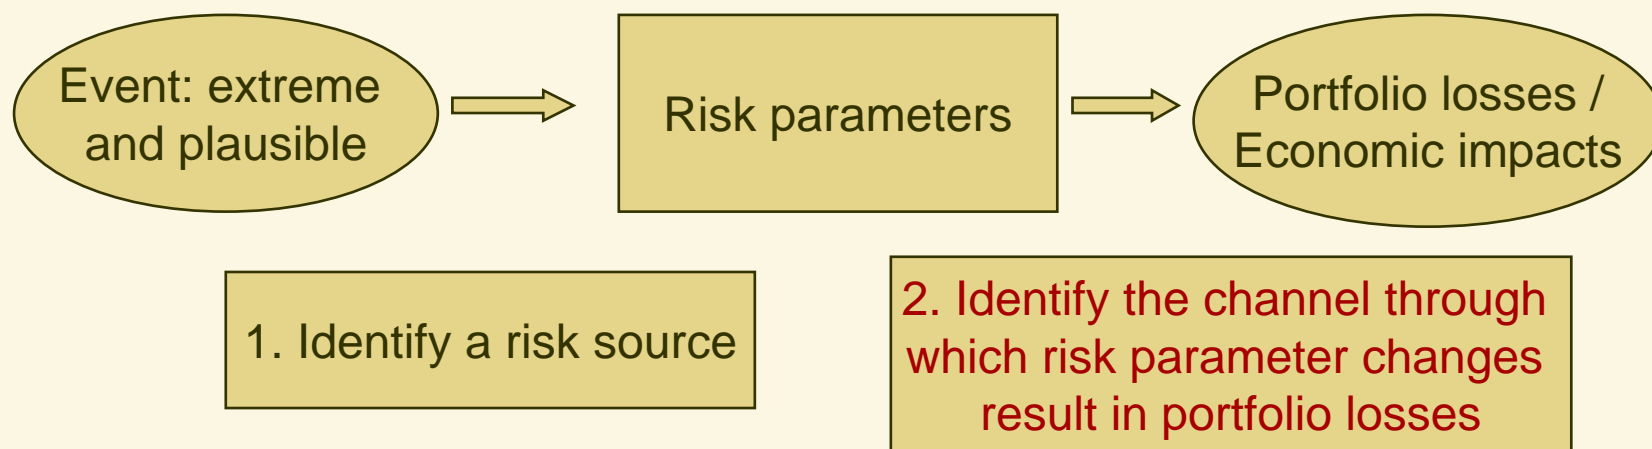 Event: extreme
and plausible
Risk parameters
Portfolio losses /
Economic impacts
1. Identify a risk source
2. Identify the channel through
which risk parameter changes
result in portfolio losses